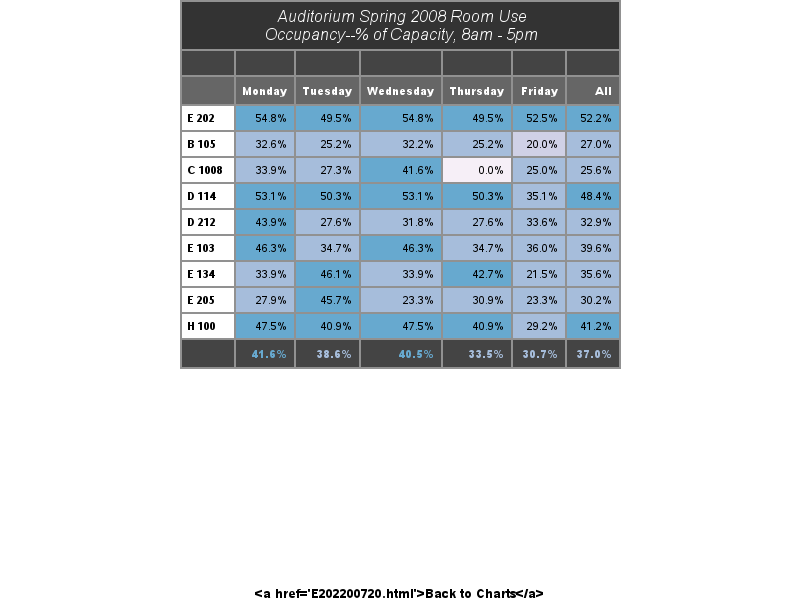 Auditorium Spring 2008 Room Use
Occupancy--% of Capacity, 8am - 5pm
Monday Tuesday Wednesday Thursday Friday All
E 202 54.8% 49.5% 54.8% 49.5% 52.5% 52.2%
B 105 32.6% 25.2% 32.2% 25.2% 20.0% 27.0%
C 1008 33.9% 27.3% 41.6% 0.0% 25.0% 25.6%
D 114 53.1% 50.3% 53.1% 50.3% 35.1% 48.4%
D 212 43.9% 27.6% 31.8% 27.6% 33.6% 32.9%
E 103 46.3% 34.7% 46.3% 34.7% 36.0% 39.6%
E 134 33.9% 46.1% 33.9% 42.7% 21.5% 35.6%
E 205 27.9% 45.7% 23.3% 30.9% 23.3% 30.2%
H 100 47.5% 40.9% 47.5% 40.9% 29.2% 41.2%
41.6% 38.6% 40.5% 33.5% 30.7% 37.0%
<a href='E202200720.html'>Back to Charts</a>